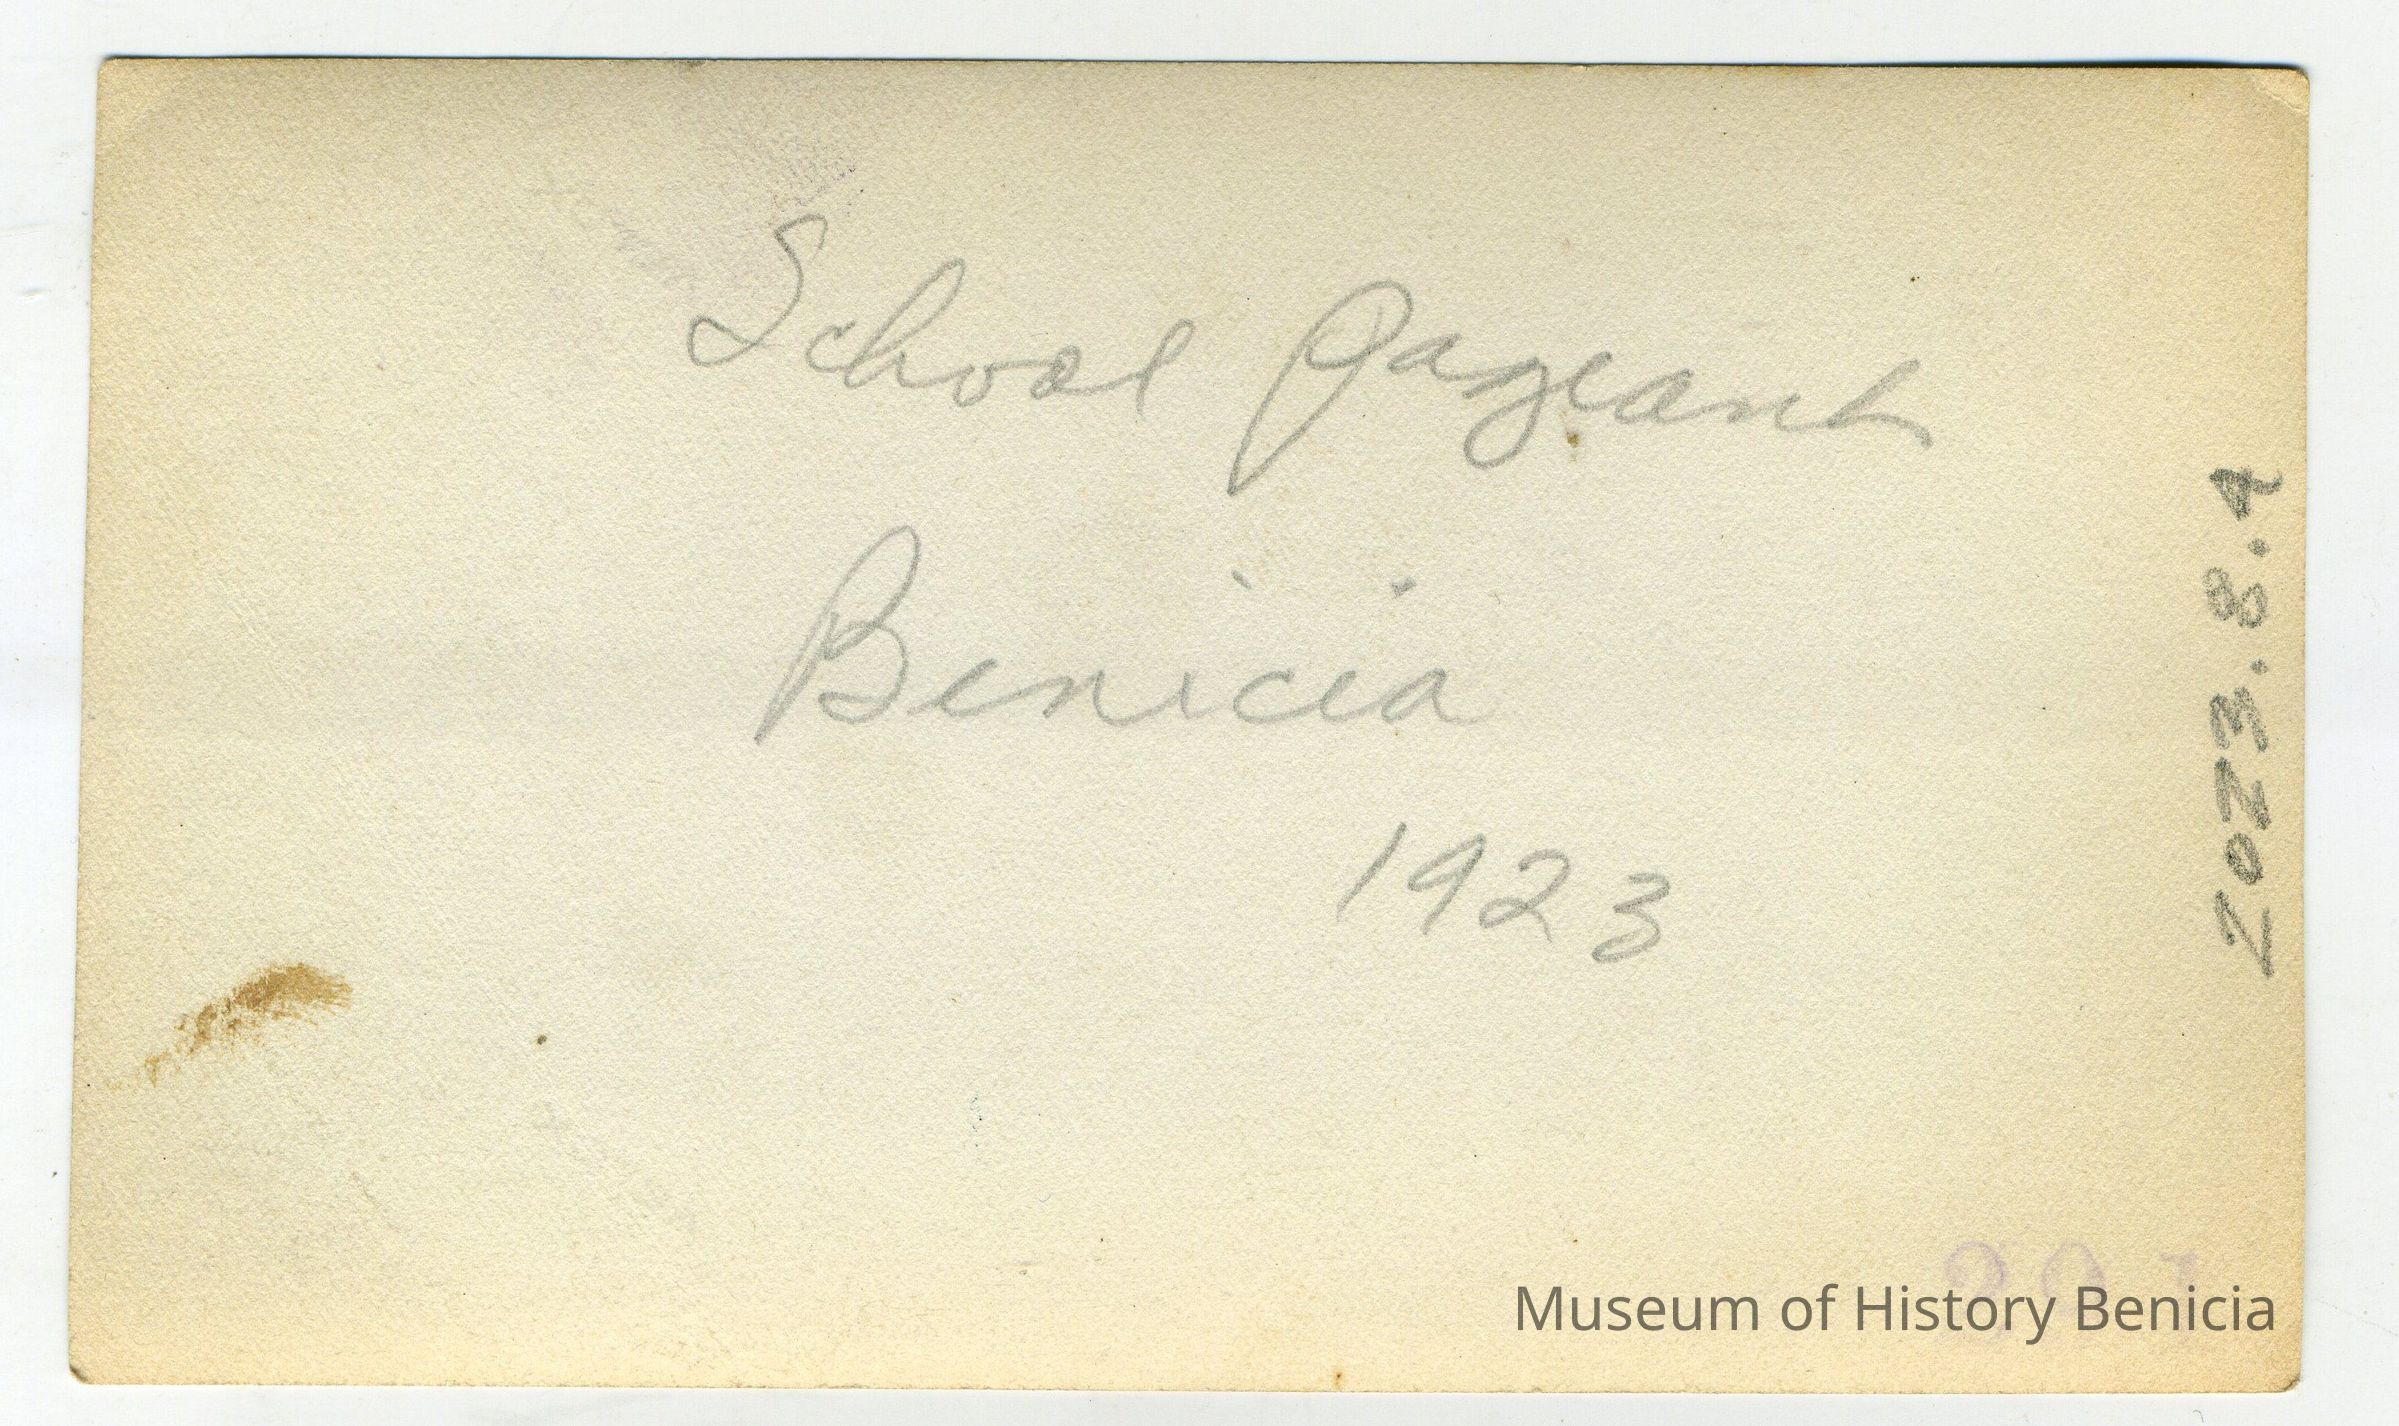 School Pageant
Benicia
1923
2023.8.4
Museum of History Benicia